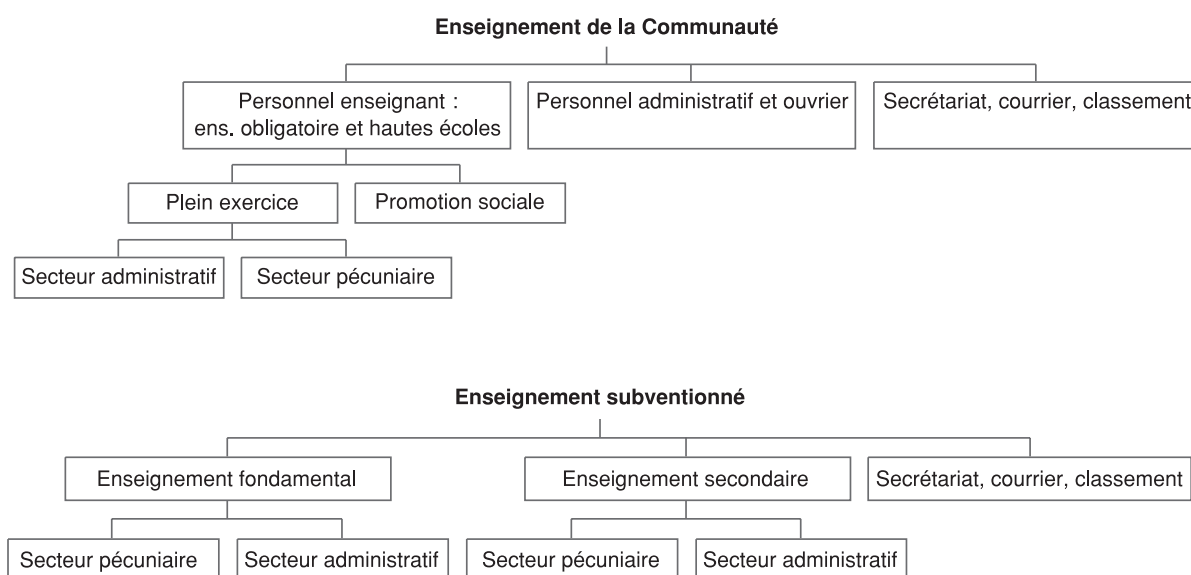 Enseignement de la Communauté
Personnel enseignant :
ens. obligatoire et hautes écoles
Personnel administratif et ouvrier
Secrétariat, courrier, classement
Plein exercice
Promotion sociale
Secteur administratif
Secteur pécuniaire
Enseignement subventionné
Enseignement fondamental
Enseignement secondaire
Secrétariat, courrier, classement
Secteur pécuniaire
Secteur administratif
Secteur pécuniaire
Secteur administratif